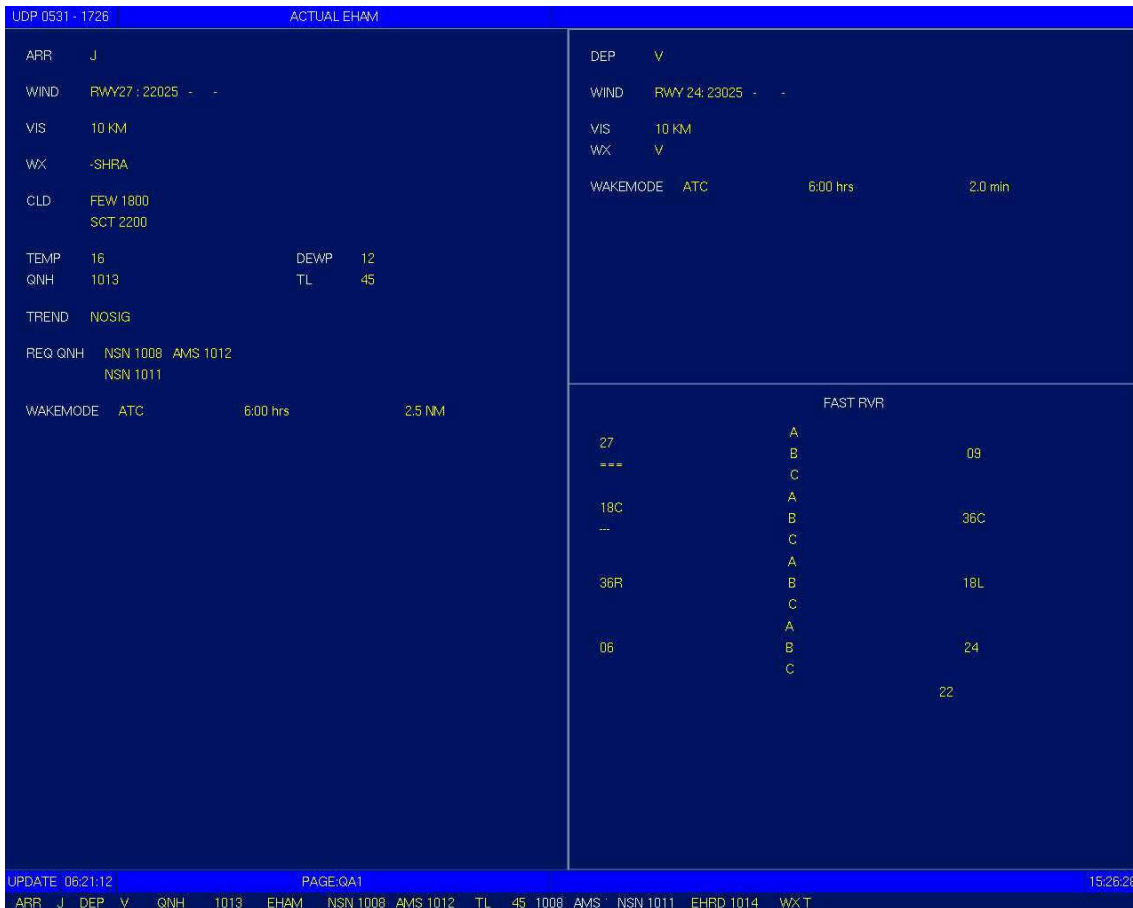 UDP 0531 - 1726 ACTUAL EHAM
ARR J
WIND RWY27 : 22025 - -
VIS 10 KM
WX -SHRA
CLD FEW 1800
SCT 2200
TEMP 16 DEWP 12
QNH 1013 TL 45
TREND NOSIG
REQ QNH NSN 1008 AMS 1012
NSN 1011
WAKEMODE ATC 6:00 hrs 2.5 NM
DEP V
WIND RWY 24: 23025 - -
VIS 10 KM
WX V
WAKEMODE ATC 6:00 hrs 2.0 min
FAST RVR
A
27
B 09
===
C
A
18C
B 36C
---
C
A
36R B 18L
C
A
06 B 24
C
22
UPDATE 06:21:12 PAGE:QA1 15:26:28
ARR J DEP V QNH 1013 EHAM NSN 1008 AMS 1012 TL 45 1008 AMS NSN 1011 EHRD 1014 WX T